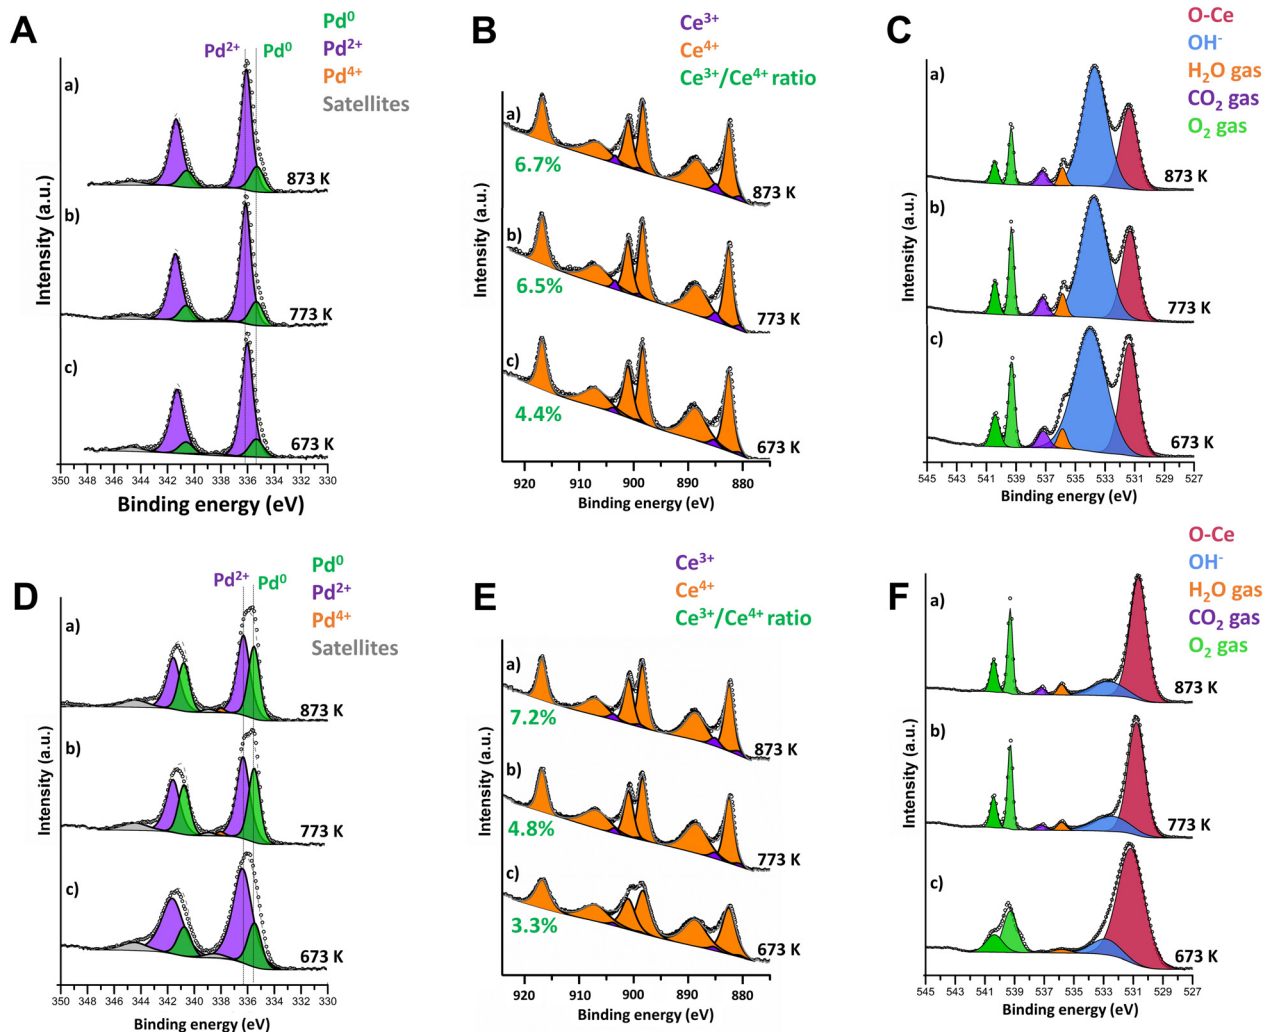 A
Pd⁰
Pd²⁺
Pd⁴⁺
Satellites
Pd²⁺ Pd⁰
a)
873 K
b)
773 K
c)
673 K
Intensity (a.u.)
350 348 346 344 342 340 338 336 334 332 330
Binding energy (eV)
B
Ce³⁺
Ce⁴⁺
Ce³⁺/Ce⁴⁺ ratio
a)
6.7%
873 K
b)
6.5%
773 K
c)
4.4%
673 K
Intensity (a.u.)
920 910 900 890 880
Binding energy (eV)
C
O-Ce
OH⁻
H₂O gas
CO₂ gas
O₂ gas
a)
873 K
b)
773 K
c)
673 K
Intensity (a.u.)
545 543 541 539 537 535 533 531 529 527
Binding energy (eV)
D
Pd⁰
Pd²⁺
Pd⁴⁺
Satellites
Pd²⁺ Pd⁰
a)
873 K
b)
773 K
c)
673 K
Intensity (a.u.)
350 348 346 344 342 340 338 336 334 332 330
Binding energy (eV)
E
Ce³⁺
Ce⁴⁺
Ce³⁺/Ce⁴⁺ ratio
a)
7.2%
873 K
b)
4.8%
773 K
c)
3.3%
673 K
Intensity (a.u.)
920 910 900 890 880
Binding energy (eV)
F
O-Ce
OH⁻
H₂O gas
CO₂ gas
O₂ gas
a)
873 K
b)
773 K
c)
673 K
Intensity (a.u.)
545 543 541 539 537 535 533 531 529 527
Binding energy (eV)